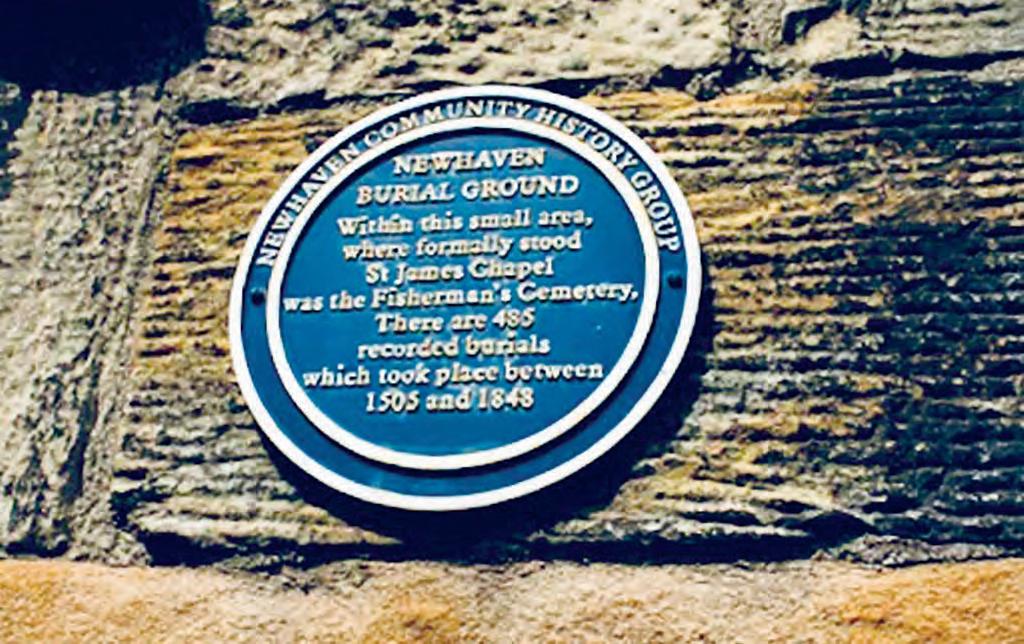 NEWHAVEN COMMUNITY HISTORY GROUP
NEWHAVEN
BURIAL GROUND
Within this small area,
where formally stood
St James Chapel
was the Fisherman's Cemetery,
There are 485
recorded burials
which took place between
1505 and 1848